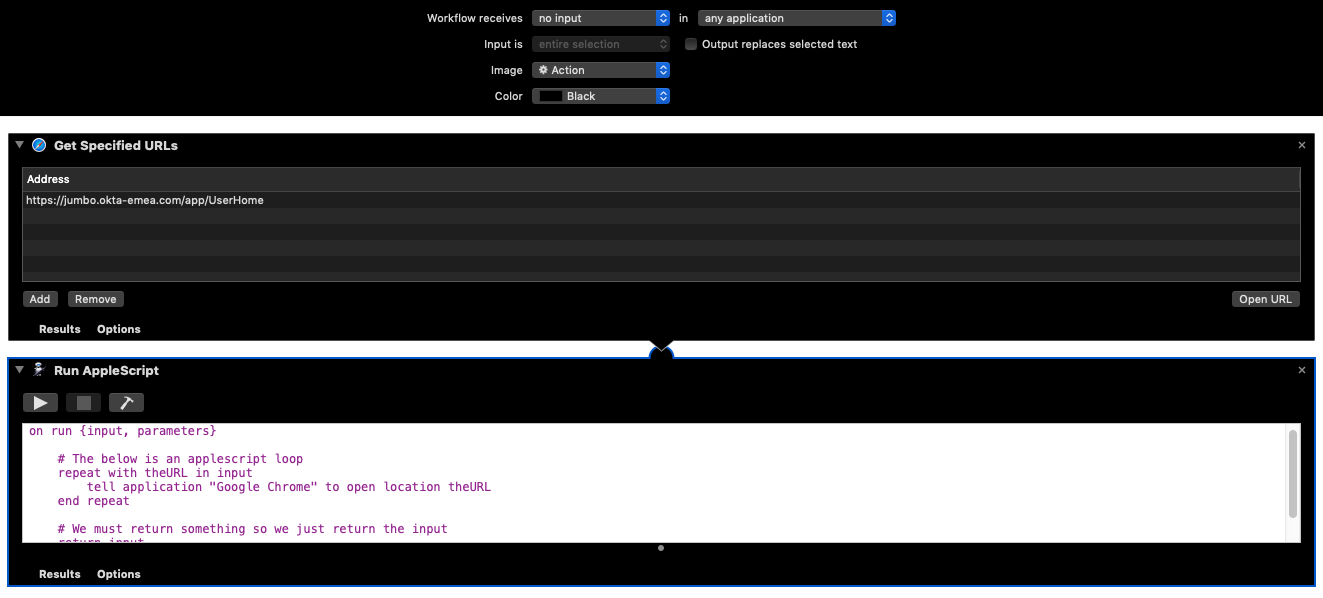 Workflow receives no input in any application
Input is entire selection Output replaces selected text
Image Action
Color Black
Get Specified URLs
Address
https://jumbo.okta-emea.com/app/UserHome
Add Remove Open URL
Results Options
Run AppleScript
on run {input, parameters}
# The below is an applescript loop
repeat with theURL in input
tell application "Google Chrome" to open location theURL
end repeat
# We must return something so we just return the input
return input
Results Options